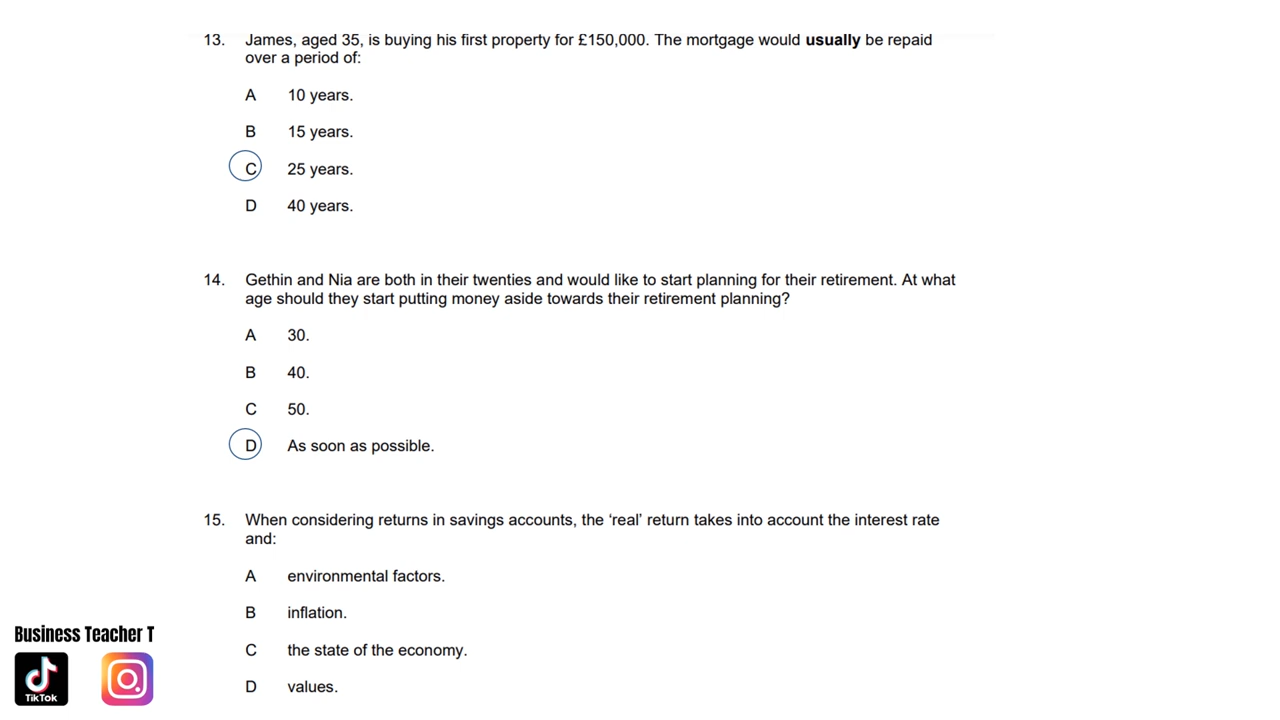 13. James, aged 35, is buying his first property for £150,000. The mortgage would usually be repaid
over a period of:
A 10 years.
B 15 years.
C 25 years.
D 40 years.
14. Gethin and Nia are both in their twenties and would like to start planning for their retirement. At what
age should they start putting money aside towards their retirement planning?
A 30.
B 40.
C 50.
D As soon as possible.
15. When considering returns in savings accounts, the ‘real’ return takes into account the interest rate
and:
A environmental factors.
B inflation.
C the state of the economy.
D values.
Business Teacher T
TikTok